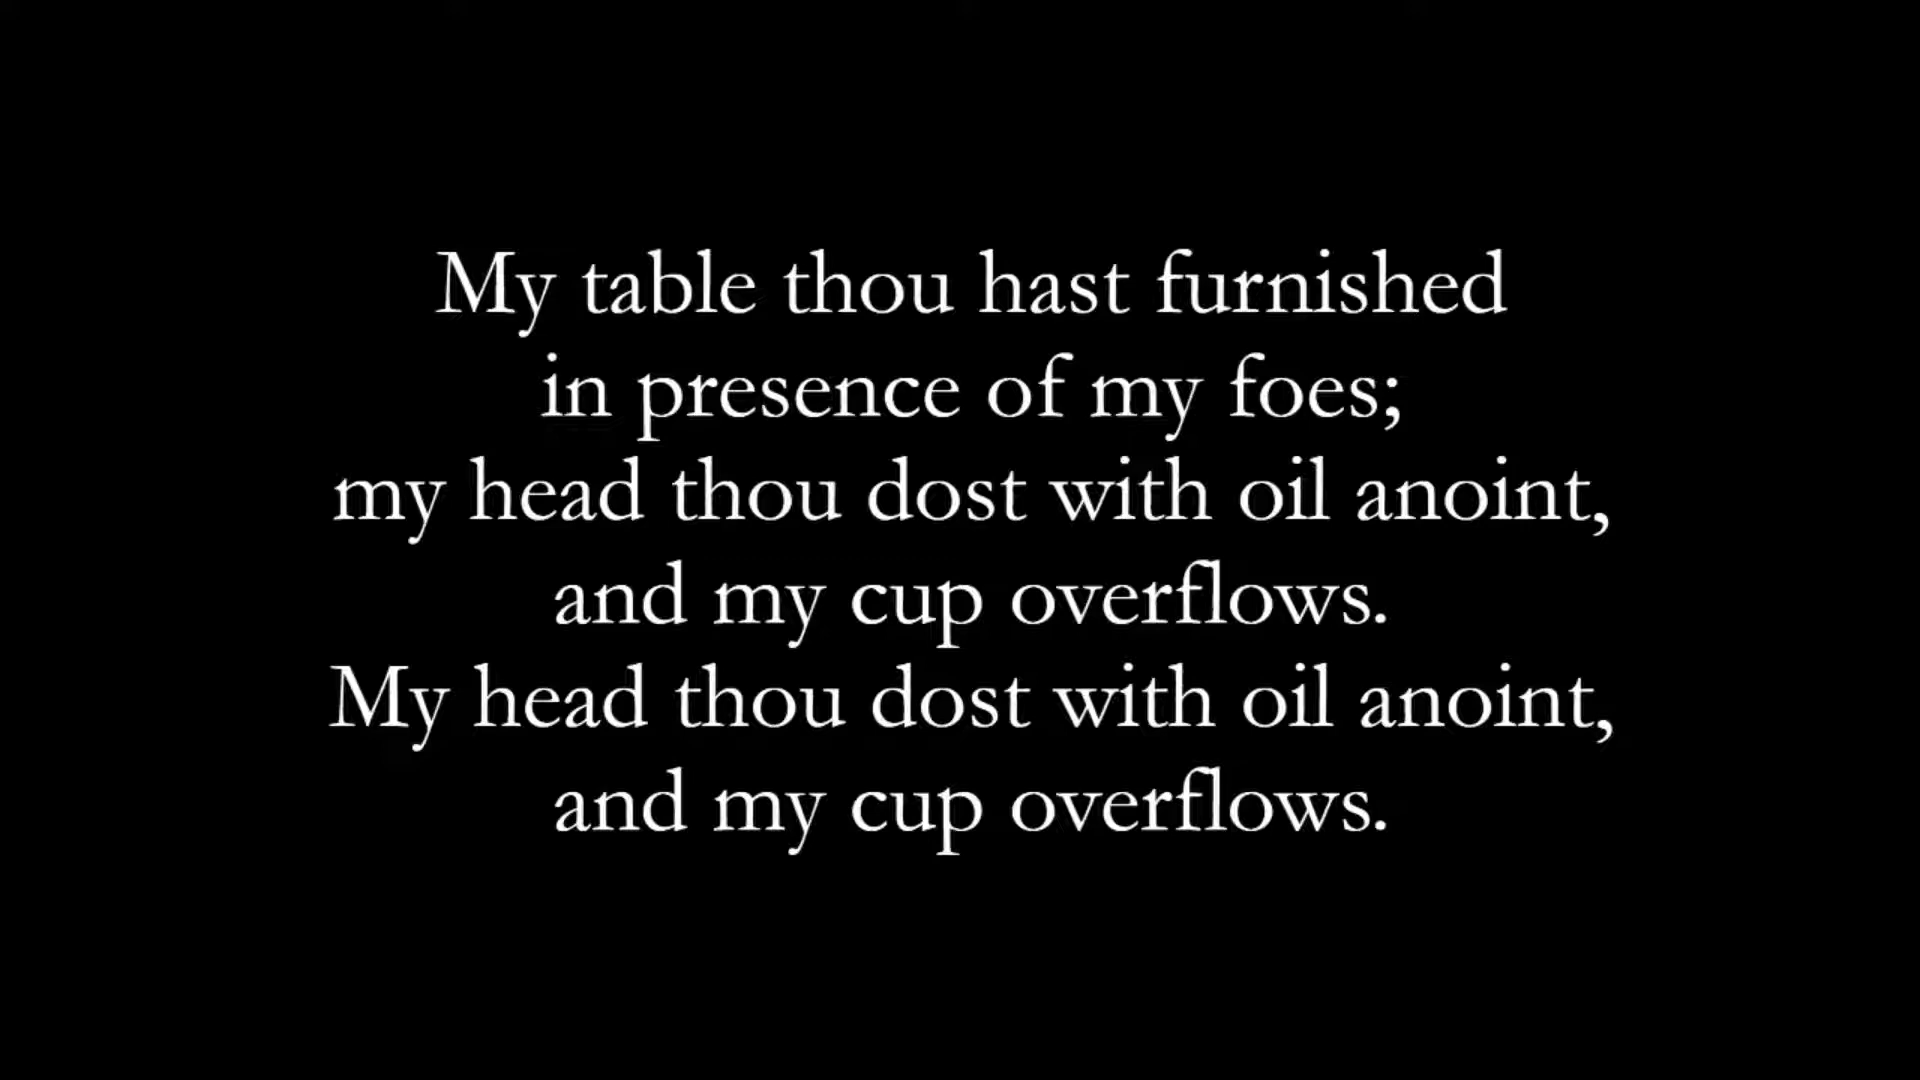 My table thou hast furnished
in presence of my foes;
my head thou dost with oil anoint,
and my cup overflows.
My head thou dost with oil anoint,
and my cup overflows.